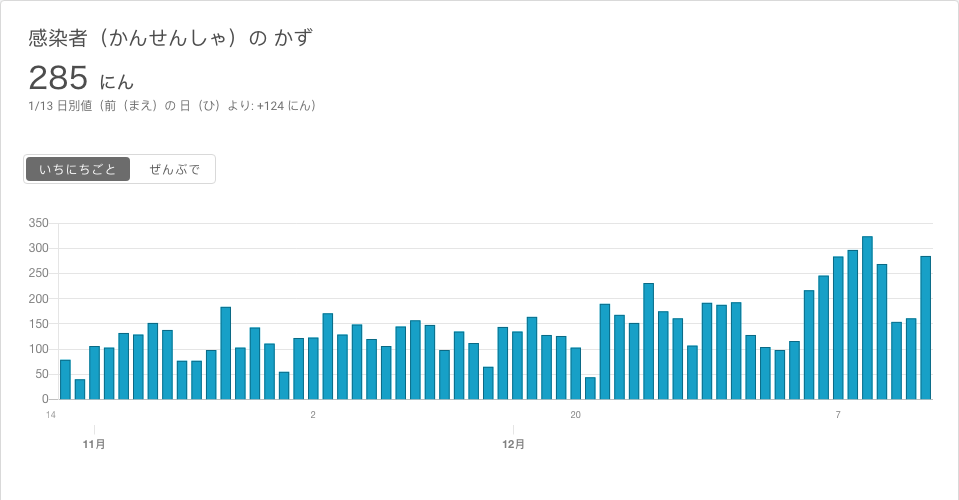 感染者（かんせんしゃ）の かず
285 にん
1/13 日別値（前（まえ）の 日（ひ）より: +124 にん）
いちにちごと ぜんぶで
350
300
250
200
150
100
50
0
14 2 20 7
11月 12月